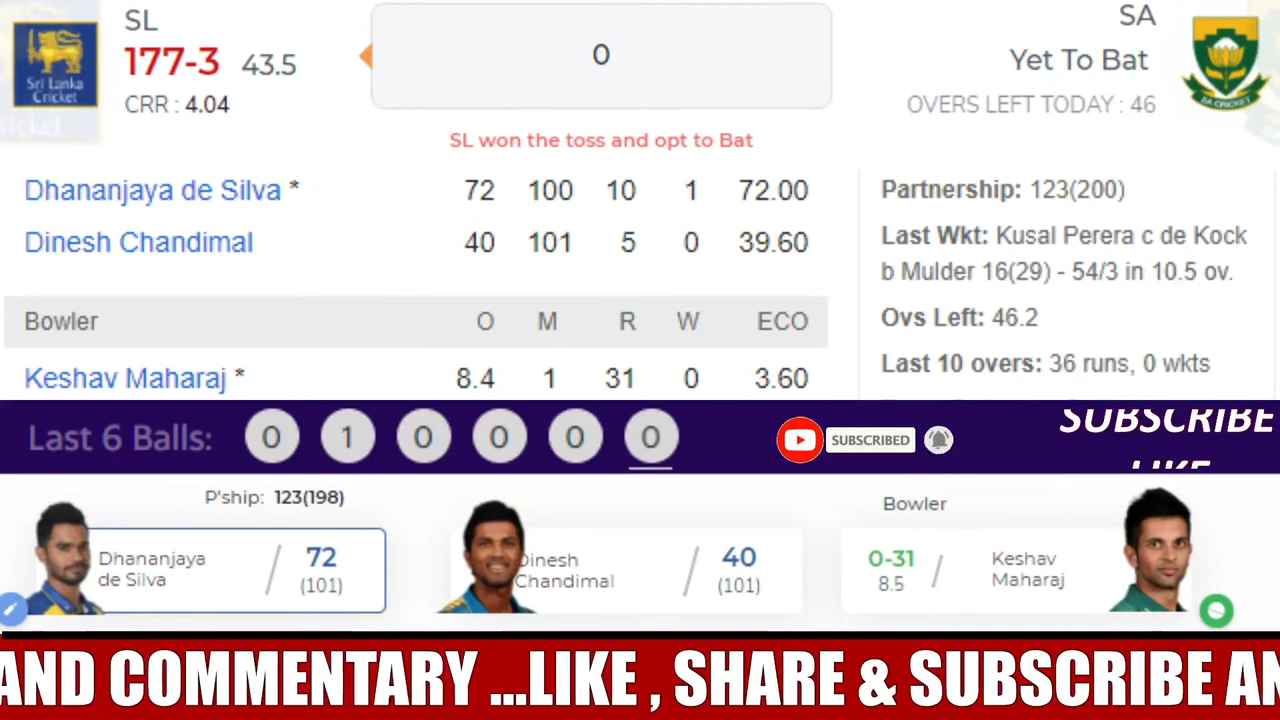 SL
177-3 43.5
CRR : 4.04
Sri Lanka
Cricket
0
SA
Yet To Bat
OVERS LEFT TODAY : 46
SA CRICKET
SL won the toss and opt to Bat
Dhananjaya de Silva * 72 100 10 1 72.00
Dinesh Chandimal 40 101 5 0 39.60
Bowler O M R W ECO
Keshav Maharaj * 8.4 1 31 0 3.60
Partnership: 123(200)
Last Wkt: Kusal Perera c de Kock
b Mulder 16(29) - 54/3 in 10.5 ov.
Ovs Left: 46.2
Last 10 overs: 36 runs, 0 wkts
Last 6 Balls: 0 1 0 0 0 0
SUBSCRIBED
SUBSCRIBE
LIKE
P'ship: 123(198)
Dhananjaya
de Silva
72
(101)
Dinesh
Chandimal
40
(101)
Bowler
0-31
8.5
Keshav
Maharaj
AND COMMENTARY ...LIKE , SHARE & SUBSCRIBE AN